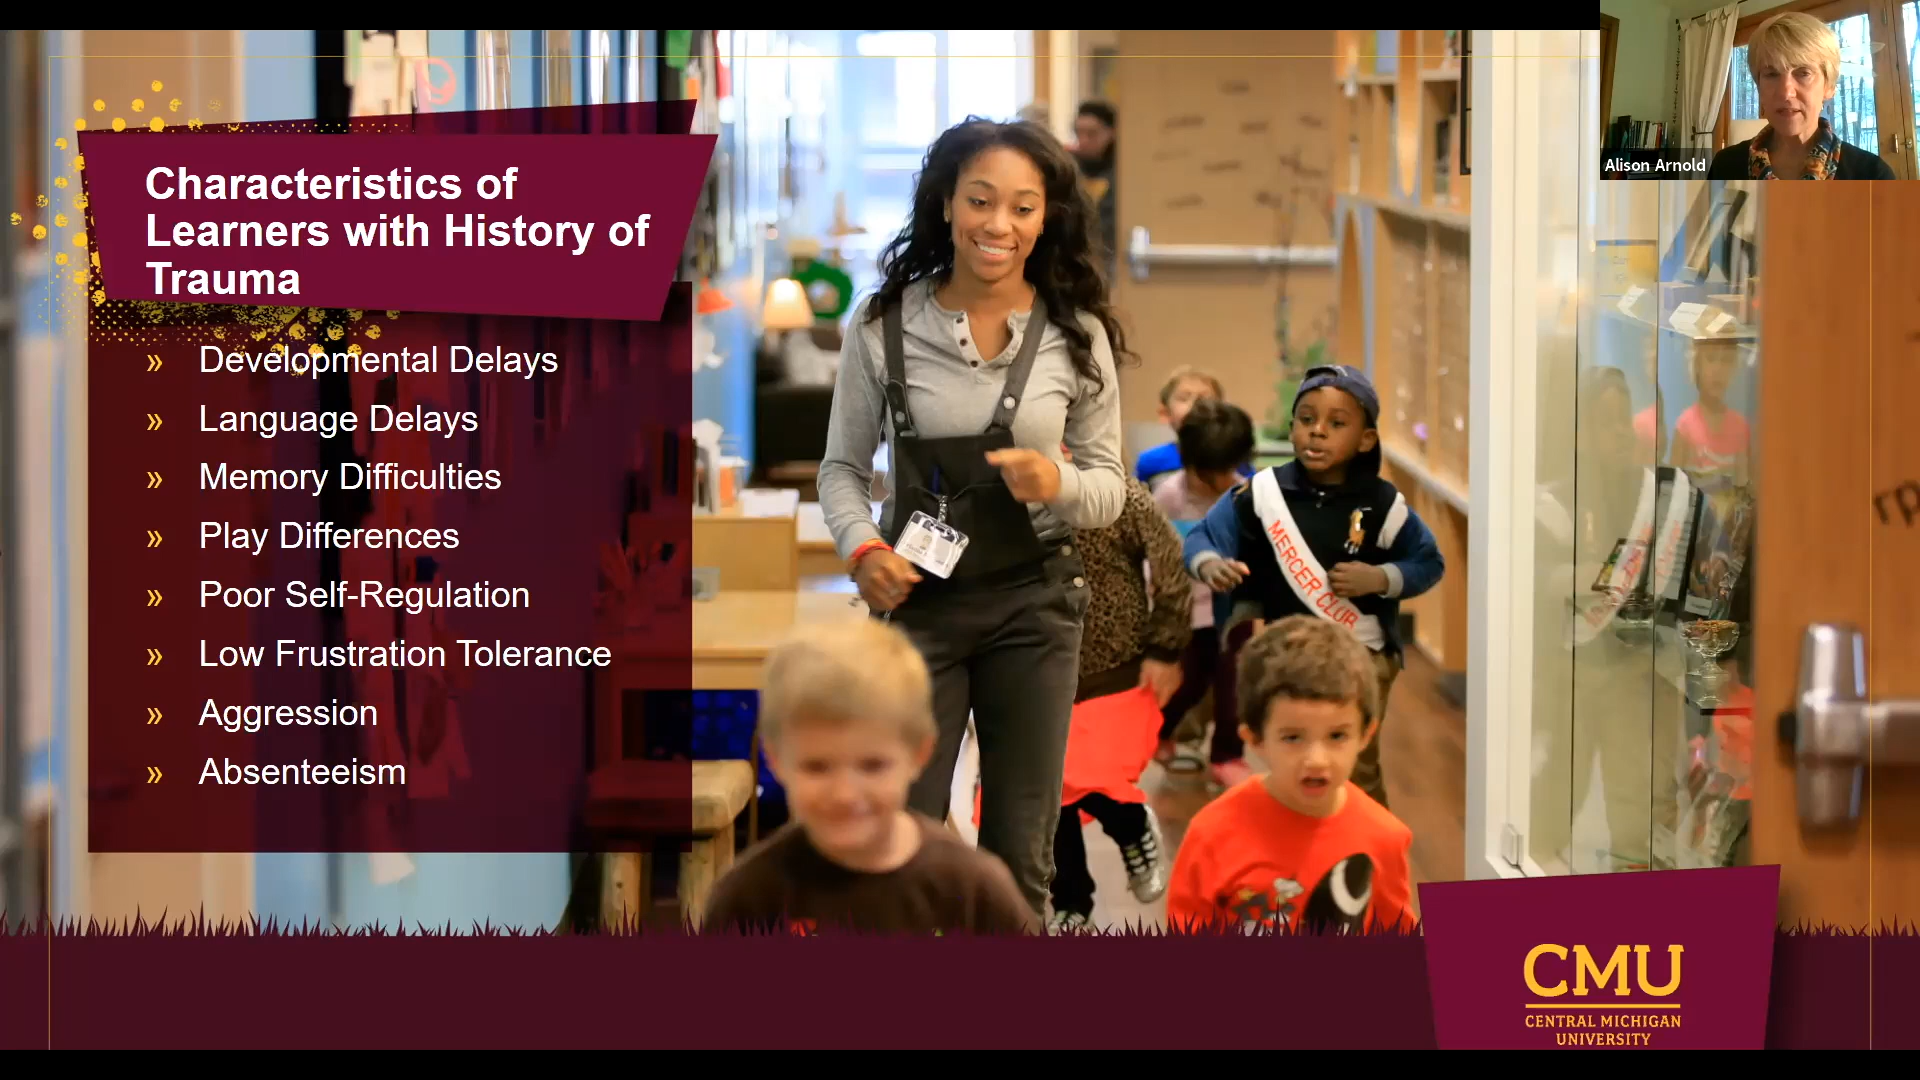 Characteristics of
Learners with History of
Trauma
» Developmental Delays
» Language Delays
» Memory Difficulties
» Play Differences
» Poor Self-Regulation
» Low Frustration Tolerance
» Aggression
» Absenteeism
Alison Arnold
MERCER CLUB
CMU
CENTRAL MICHIGAN
UNIVERSITY